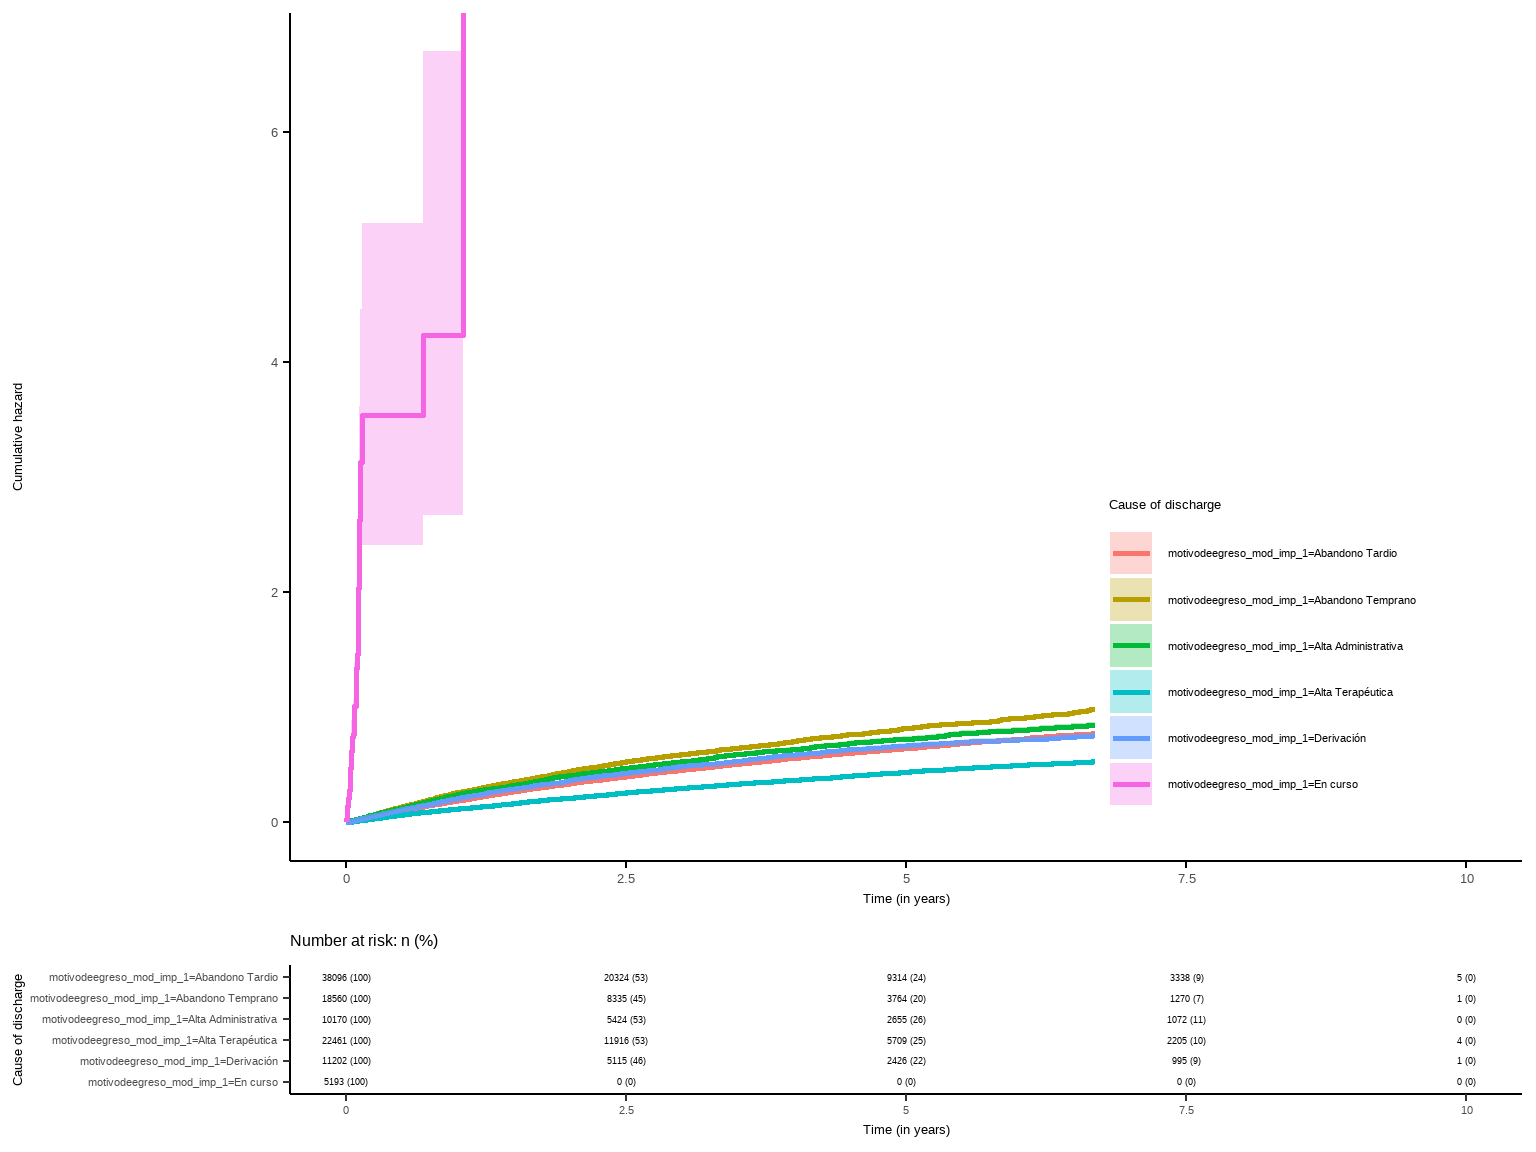 6
4
2
0
Cumulative hazard
0 2.5 5 7.5 10
Time (in years)
Cause of discharge
motivodeegreso_mod_imp_1=Abandono Tardio
motivodeegreso_mod_imp_1=Abandono Temprano
motivodeegreso_mod_imp_1=Alta Administrativa
motivodeegreso_mod_imp_1=Alta Terapéutica
motivodeegreso_mod_imp_1=Derivación
motivodeegreso_mod_imp_1=En curso
Number at risk: n (%)
Cause of discharge
motivodeegreso_mod_imp_1=Abandono Tardio 38096 (100) 20324 (53) 9314 (24) 3338 (9) 5 (0)
motivodeegreso_mod_imp_1=Abandono Temprano 18560 (100) 8335 (45) 3764 (20) 1270 (7) 1 (0)
motivodeegreso_mod_imp_1=Alta Administrativa 10170 (100) 5424 (53) 2655 (26) 1072 (11) 0 (0)
motivodeegreso_mod_imp_1=Alta Terapéutica 22461 (100) 11916 (53) 5709 (25) 2205 (10) 4 (0)
motivodeegreso_mod_imp_1=Derivación 11202 (100) 5115 (46) 2426 (22) 995 (9) 1 (0)
motivodeegreso_mod_imp_1=En curso 5193 (100) 0 (0) 0 (0) 0 (0) 0 (0)
0 2.5 5 7.5 10
Time (in years)